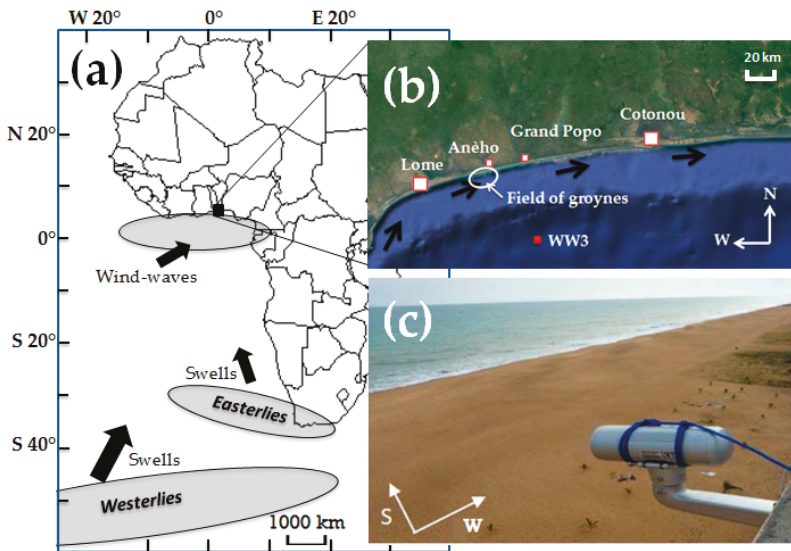 W 20° 0° E 20°
(a)
N 20°
0°
S 20°
S 40°
Wind-waves
Swells
Easterlies
Swells
Westerlies
1000 km
(b)
20 km
Cotonou
Grand Popo
Anèho
Lome
Field of groynes
WW3
N
W
(c)
S
W